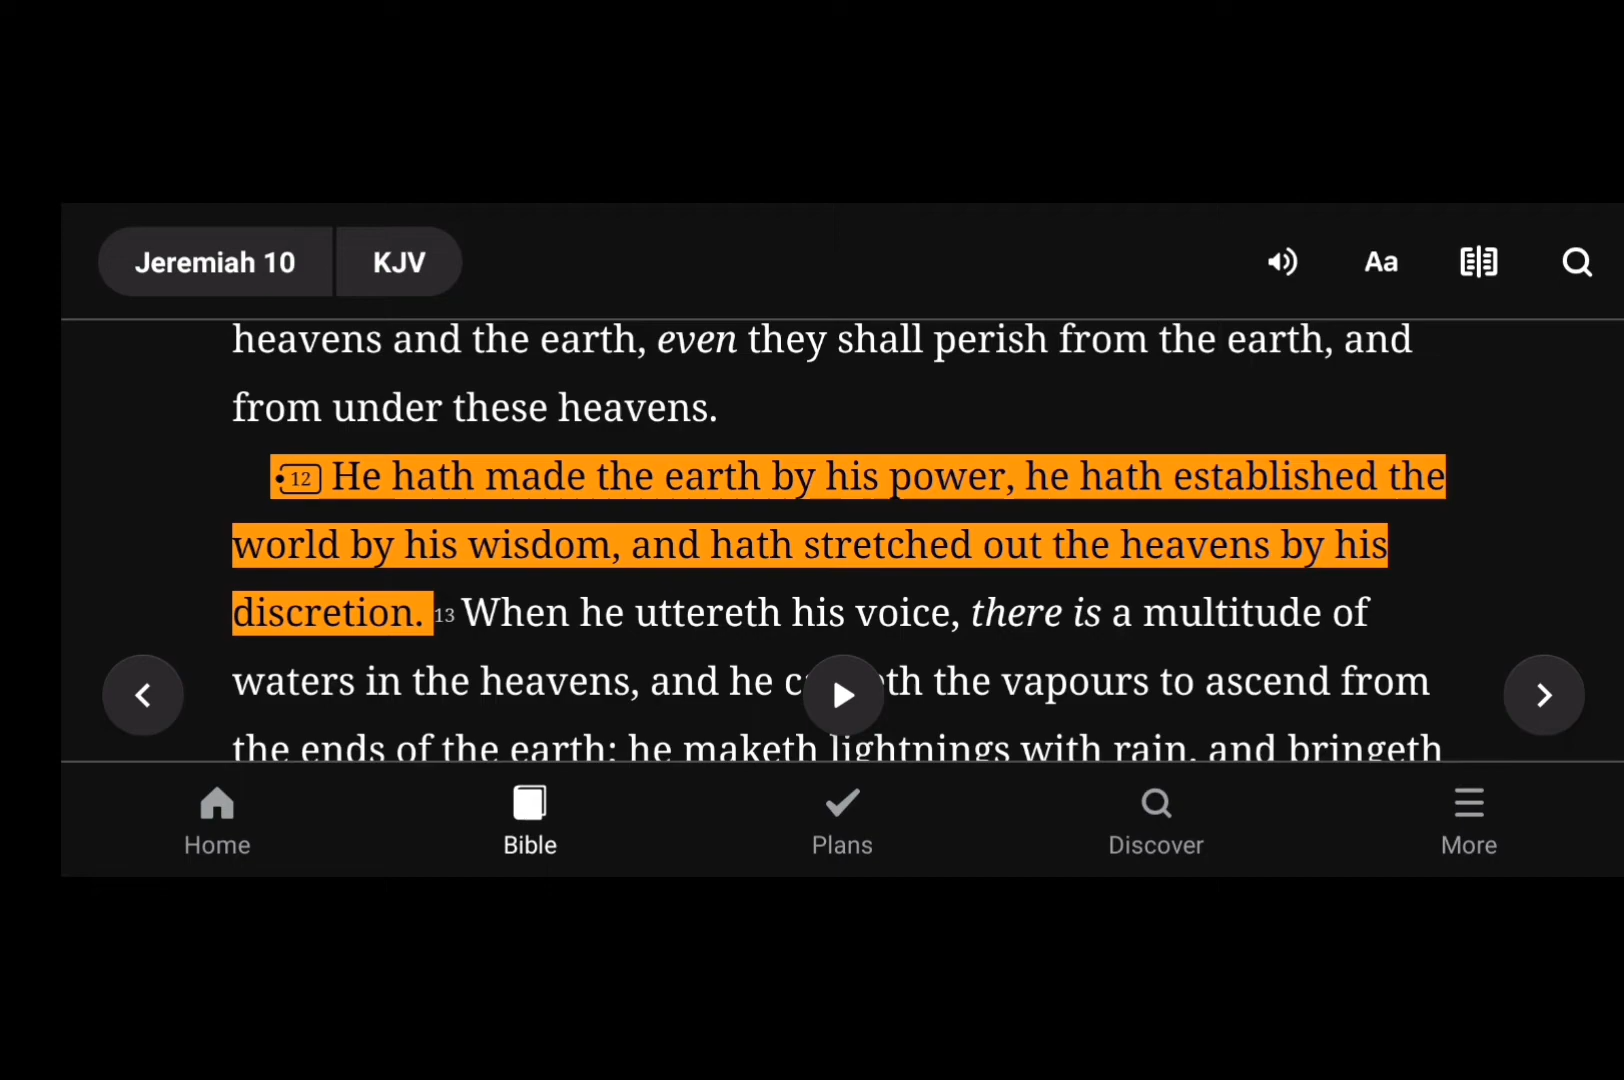 Jeremiah 10 KJV Aa
heavens and the earth, even they shall perish from the earth, and
from under these heavens.
12 He hath made the earth by his power, he hath established the
world by his wisdom, and hath stretched out the heavens by his
discretion. 13 When he uttereth his voice, there is a multitude of
waters in the heavens, and he th the vapours to ascend from
the ends of the earth; he maketh lightnings with rain, and bringeth
Home Bible Plans Discover More